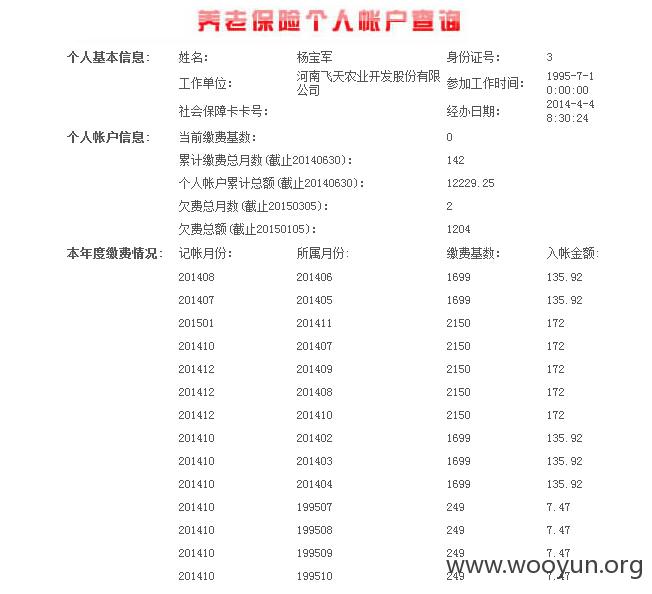 养老保险个人帐户查询
个人基本信息: 姓名: 杨宝军 身份证号: 3
工作单位: 河南飞天农业开发股份有限公司 参加工作时间: 1995-7-1 0:00:00
社会保障卡卡号: 经办日期: 2014-4-4 8:30:24
个人帐户信息: 当前缴费基数: 0
累计缴费总月数(截止20140630): 142
个人帐户累计总额(截止20140630): 12229.25
欠费总月数(截止20150305): 2
欠费总额(截止20150105): 1204
本年度缴费情况: 记帐月份: 所属月份: 缴费基数: 入帐金额:
201408 201406 1699 135.92
201407 201405 1699 135.92
201501 201411 2150 172
201410 201407 2150 172
201412 201409 2150 172
201412 201408 2150 172
201412 201410 2150 172
201410 201402 1699 135.92
201410 201403 1699 135.92
201410 201404 1699 135.92
201410 199507 249 7.47
201410 199508 249 7.47
201410 199509 249 7.47
201410 199510 249 7.47
www.wooyun.org